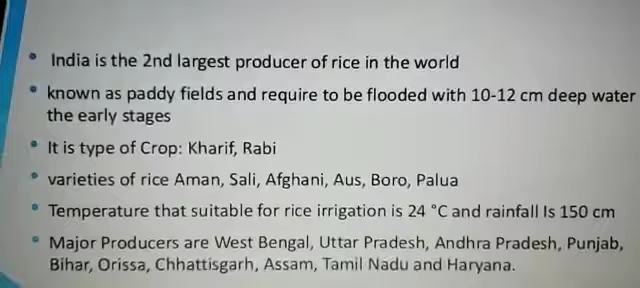 • India is the 2nd largest producer of rice in the world
• known as paddy fields and require to be flooded with 10-12 cm deep water
the early stages
• It is type of Crop: Kharif, Rabi
• varieties of rice Aman, Sali, Afghani, Aus, Boro, Palua
• Temperature that suitable for rice irrigation is 24 °C and rainfall Is 150 cm
• Major Producers are West Bengal, Uttar Pradesh, Andhra Pradesh, Punjab,
Bihar, Orissa, Chhattisgarh, Assam, Tamil Nadu and Haryana.